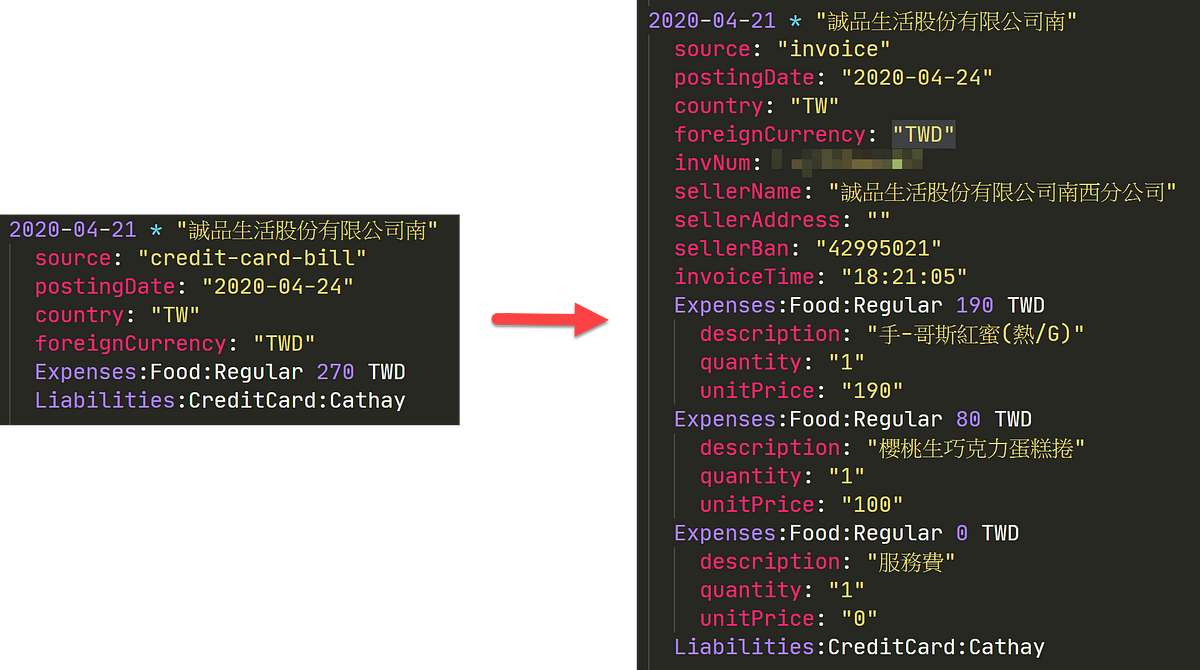 2020-04-21 * "誠品生活股份有限公司南"
source: "credit-card-bill"
postingDate: "2020-04-24"
country: "TW"
foreignCurrency: "TWD"
Expenses:Food:Regular 270 TWD
Liabilities:CreditCard:Cathay
2020-04-21 * "誠品生活股份有限公司南"
source: "invoice"
postingDate: "2020-04-24"
country: "TW"
foreignCurrency: "TWD"
invNum:
sellerName: "誠品生活股份有限公司南西分公司"
sellerAddress: ""
sellerBan: "42995021"
invoiceTime: "18:21:05"
Expenses:Food:Regular 190 TWD
description: "手-哥斯紅蜜(熱/G)"
quantity: "1"
unitPrice: "190"
Expenses:Food:Regular 80 TWD
description: "櫻桃生巧克力蛋糕捲"
quantity: "1"
unitPrice: "100"
Expenses:Food:Regular 0 TWD
description: "服務費"
quantity: "1"
unitPrice: "0"
Liabilities:CreditCard:Cathay